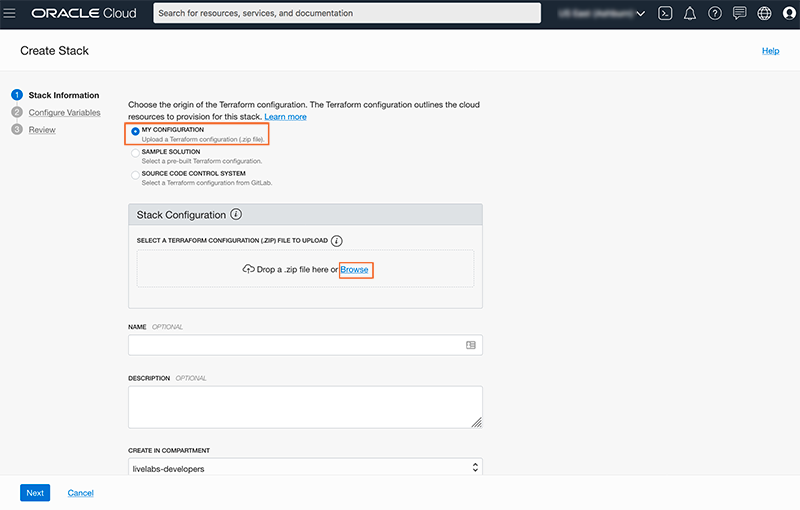 ORACLE Cloud
Search for resources, services, and documentation
US East (Ashburn)
Create Stack
Help
1 Stack Information
2 Configure Variables
3 Review
Choose the origin of the Terraform configuration. The Terraform configuration outlines the cloud
resources to provision for this stack. Learn more
MY CONFIGURATION
Upload a Terraform configuration (.zip file).
SAMPLE SOLUTION
Select a pre-built Terraform configuration.
SOURCE CODE CONTROL SYSTEM
Select a Terraform configuration from GitLab.
Stack Configuration i
SELECT A TERRAFORM CONFIGURATION (.ZIP) FILE TO UPLOAD i
Drop a .zip file here or Browse
NAME OPTIONAL
DESCRIPTION OPTIONAL
CREATE IN COMPARTMENT
livelabs-developers
Next
Cancel